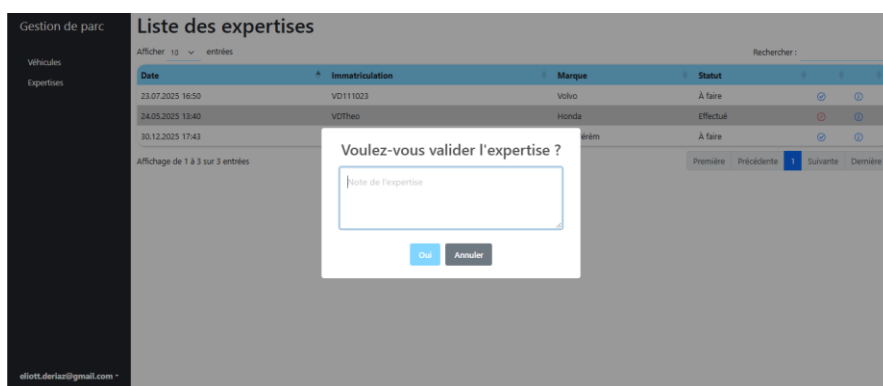 Gestion de parc
Véhicules
Expertises
eliott.deriaz@gmail.com
Liste des expertises
Afficher 10 entrées
Rechercher :
Date Immatriculation Marque Statut
23.07.2025 16:50 VD111023 Volvo À faire
24.05.2025 13:40 VDTheo Honda Effectué
30.12.2025 17:43 À faire
Affichage de 1 à 3 sur 3 entrées
Première Précédente 1 Suivante Dernière
Voulez-vous valider l'expertise ?
Note de l'expertise
Oui Annuler